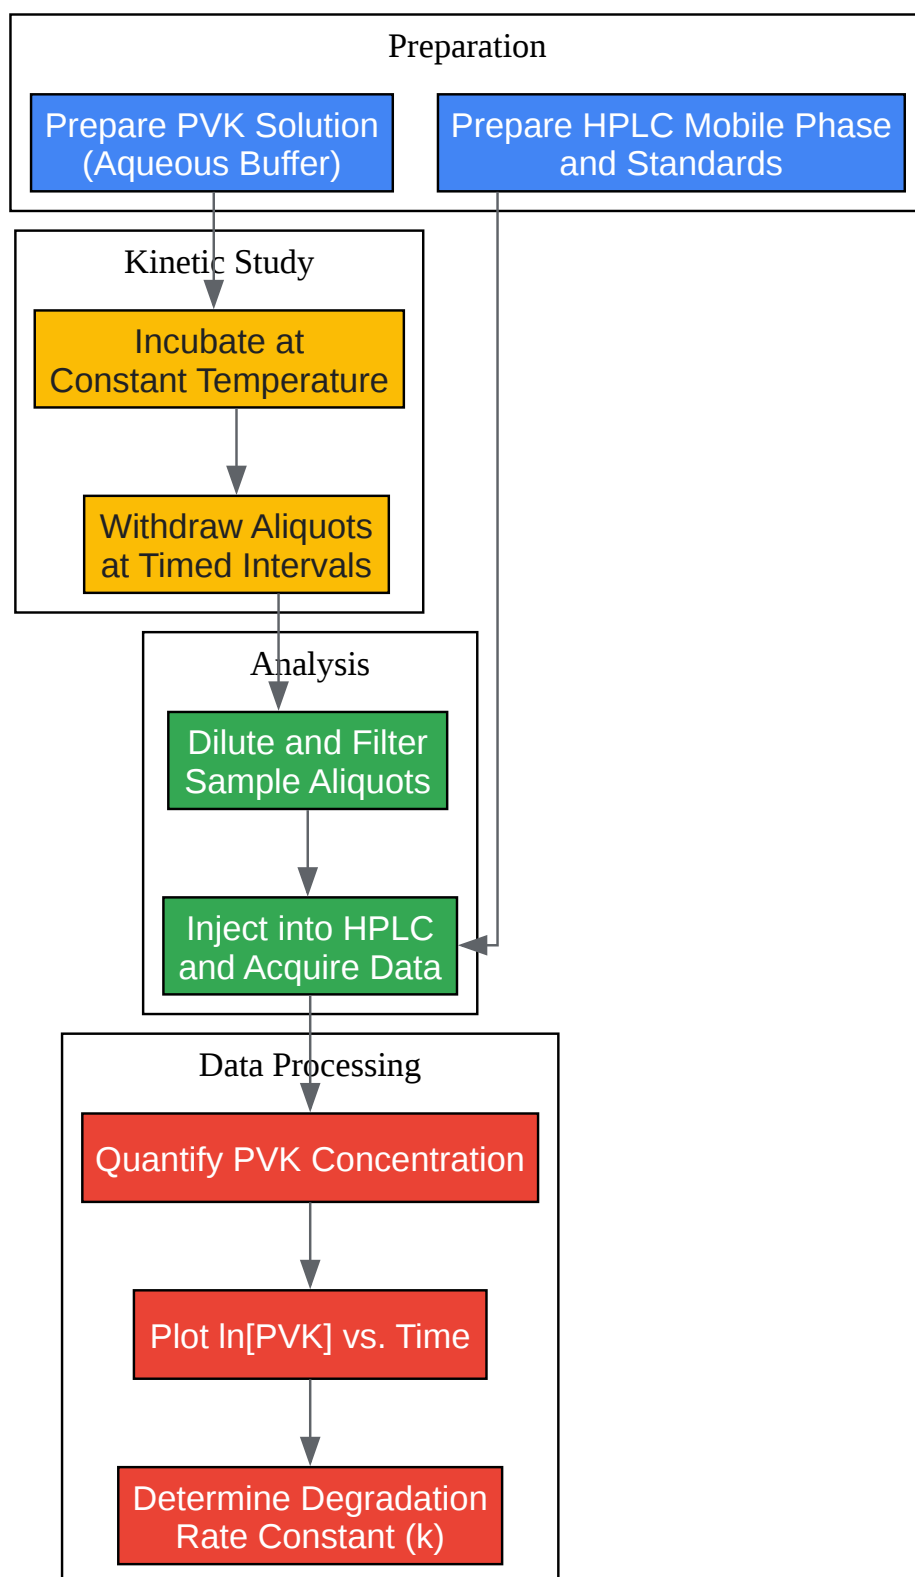 Preparation
Prepare PVK Solution
(Aqueous Buffer)
Prepare HPLC Mobile Phase
and Standards
Kinetic Study
Incubate at
Constant Temperature
Withdraw Aliquots
at Timed Intervals
Analysis
Dilute and Filter
Sample Aliquots
Inject into HPLC
and Acquire Data
Data Processing
Quantify PVK Concentration
Plot ln[PVK] vs. Time
Determine Degradation
Rate Constant (k)